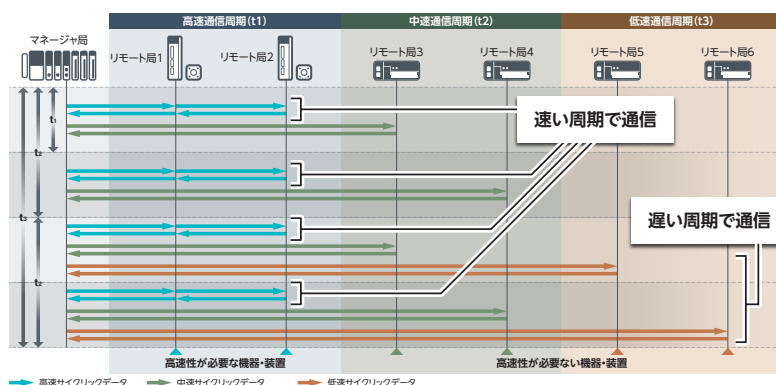 高速通信周期(t1)
中速通信周期(t2)
低速通信周期(t3)
マネージャ局
リモート局1
リモート局2
リモート局3
リモート局4
リモート局5
リモート局6
t₁
t₂
t₃
t₂
速い周期で通信
遅い周期で通信
高速性が必要な機器・装置
高速性が必要ない機器・装置
高速サイクリックデータ
中速サイクリックデータ
低速サイクリックデータ